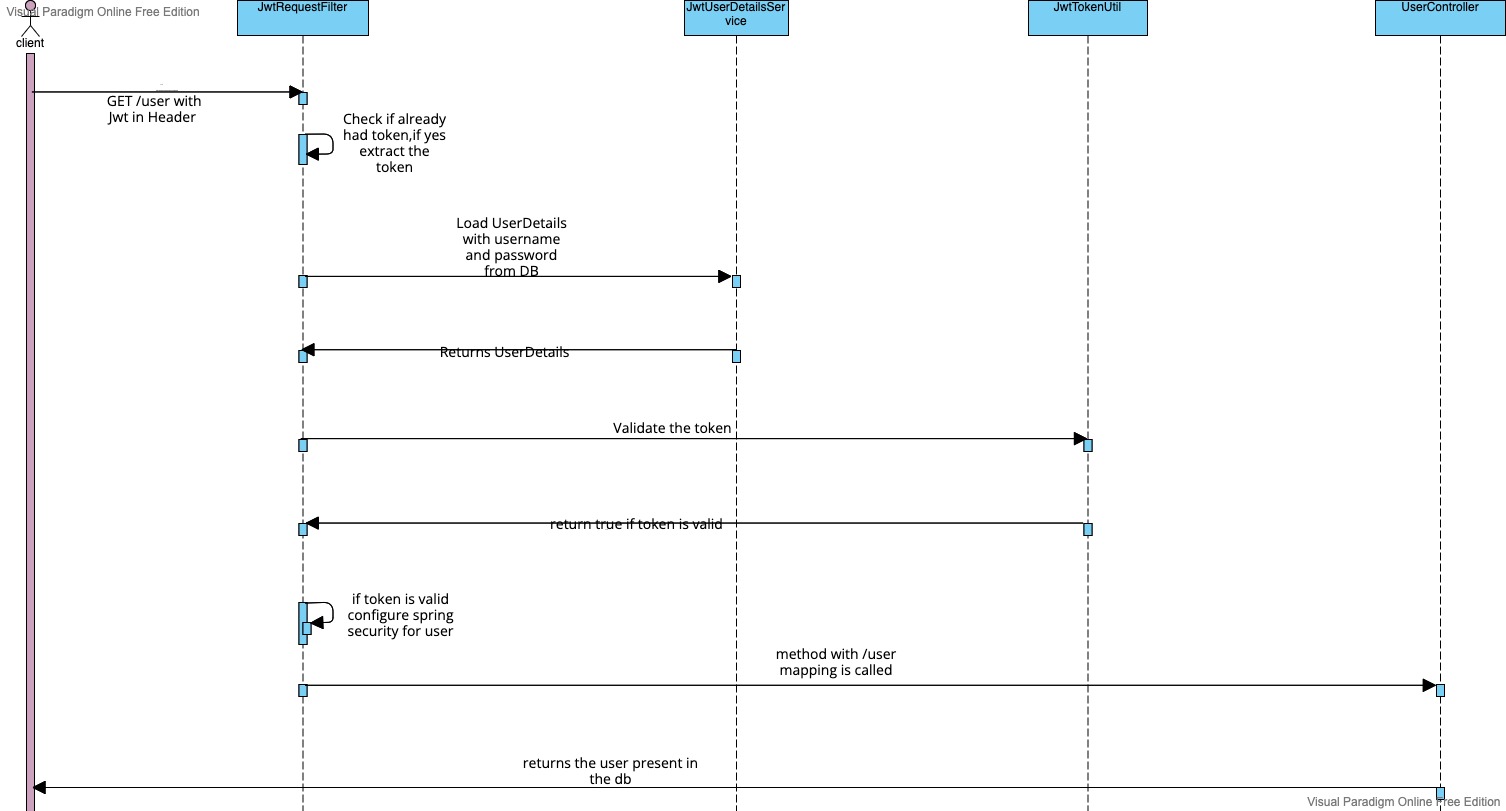 Visual Paradigm Online Free Edition
client
JwtRequestFilter
JwtUserDetailsSer
vice
JwtTokenUtil
UserController
GET /user with
Jwt in Header
Check if already
had token,if yes
extract the
token
Load UserDetails
with username
and password
from DB
Returns UserDetails
Validate the token
return true if token is valid
if token is valid
configure spring
security for user
method with /user
mapping is called
returns the user present in
the db
Visual Paradigm Online Free Edition